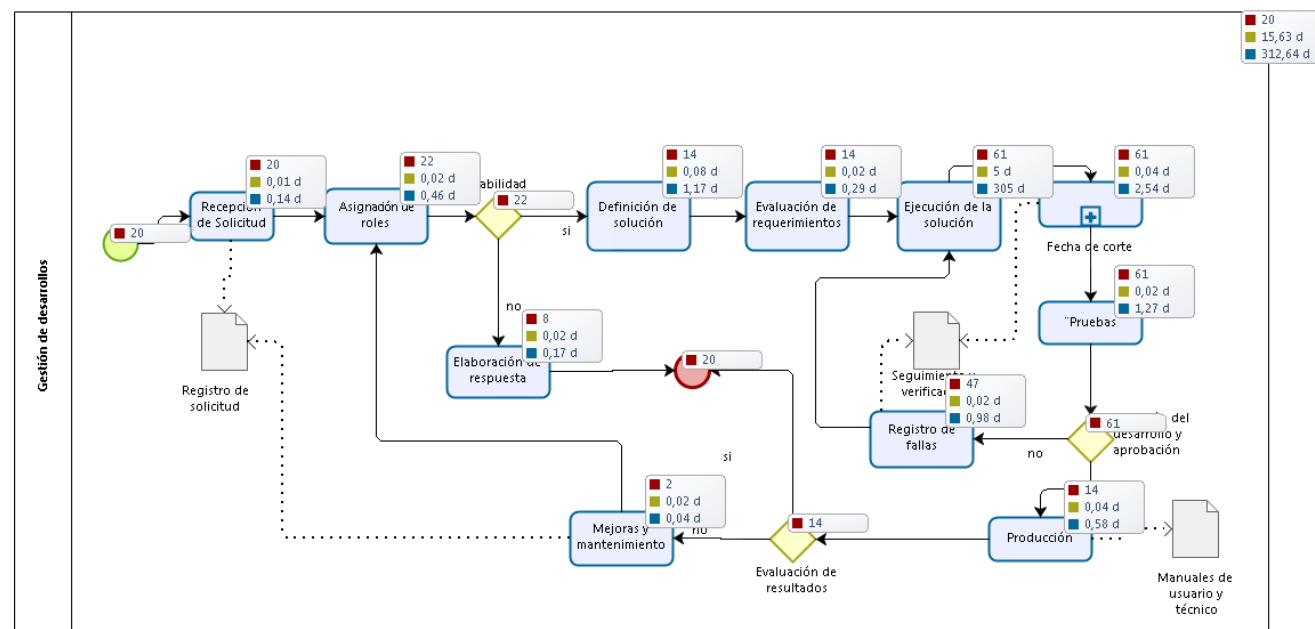 Gestión de desarrollos
20
15,63 d
312,64 d
20
20
0,01 d
0,14 d
Recepción
de Solicitud
22
0,02 d
0,46 d
Asignación de
roles
abilidad
22
si
no
14
0,08 d
1,17 d
Definición de
solución
14
0,02 d
0,29 d
Evaluación de
requerimientos
61
5 d
305 d
Ejecución de la
solución
61
0,04 d
2,54 d
Fecha de corte
61
0,02 d
1,27 d
¨Pruebas
8
0,02 d
0,17 d
Elaboración de
respuesta
20
Registro de
solicitud
Seguimiento y
verifica
47
0,02 d
0,98 d
Registro de
fallas
61
del
desarrollo y
aprobación
no
si
14
0,04 d
0,58 d
Producción
2
0,02 d
0,04 d
Mejoras y
mantenimiento
no
14
Evaluación de
resultados
Manuales de
usuario y
técnico